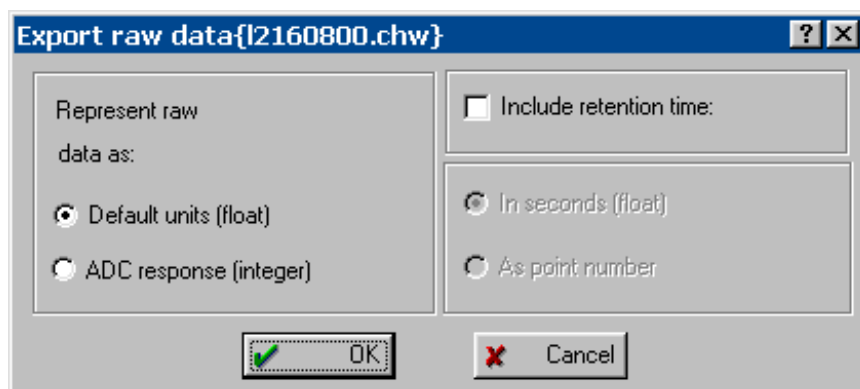 Export raw data{l2160800.chw}
Represent raw
data as:
Default units (float)
ADC response (integer)
Include retention time:
In seconds (float)
As point number
OK
Cancel